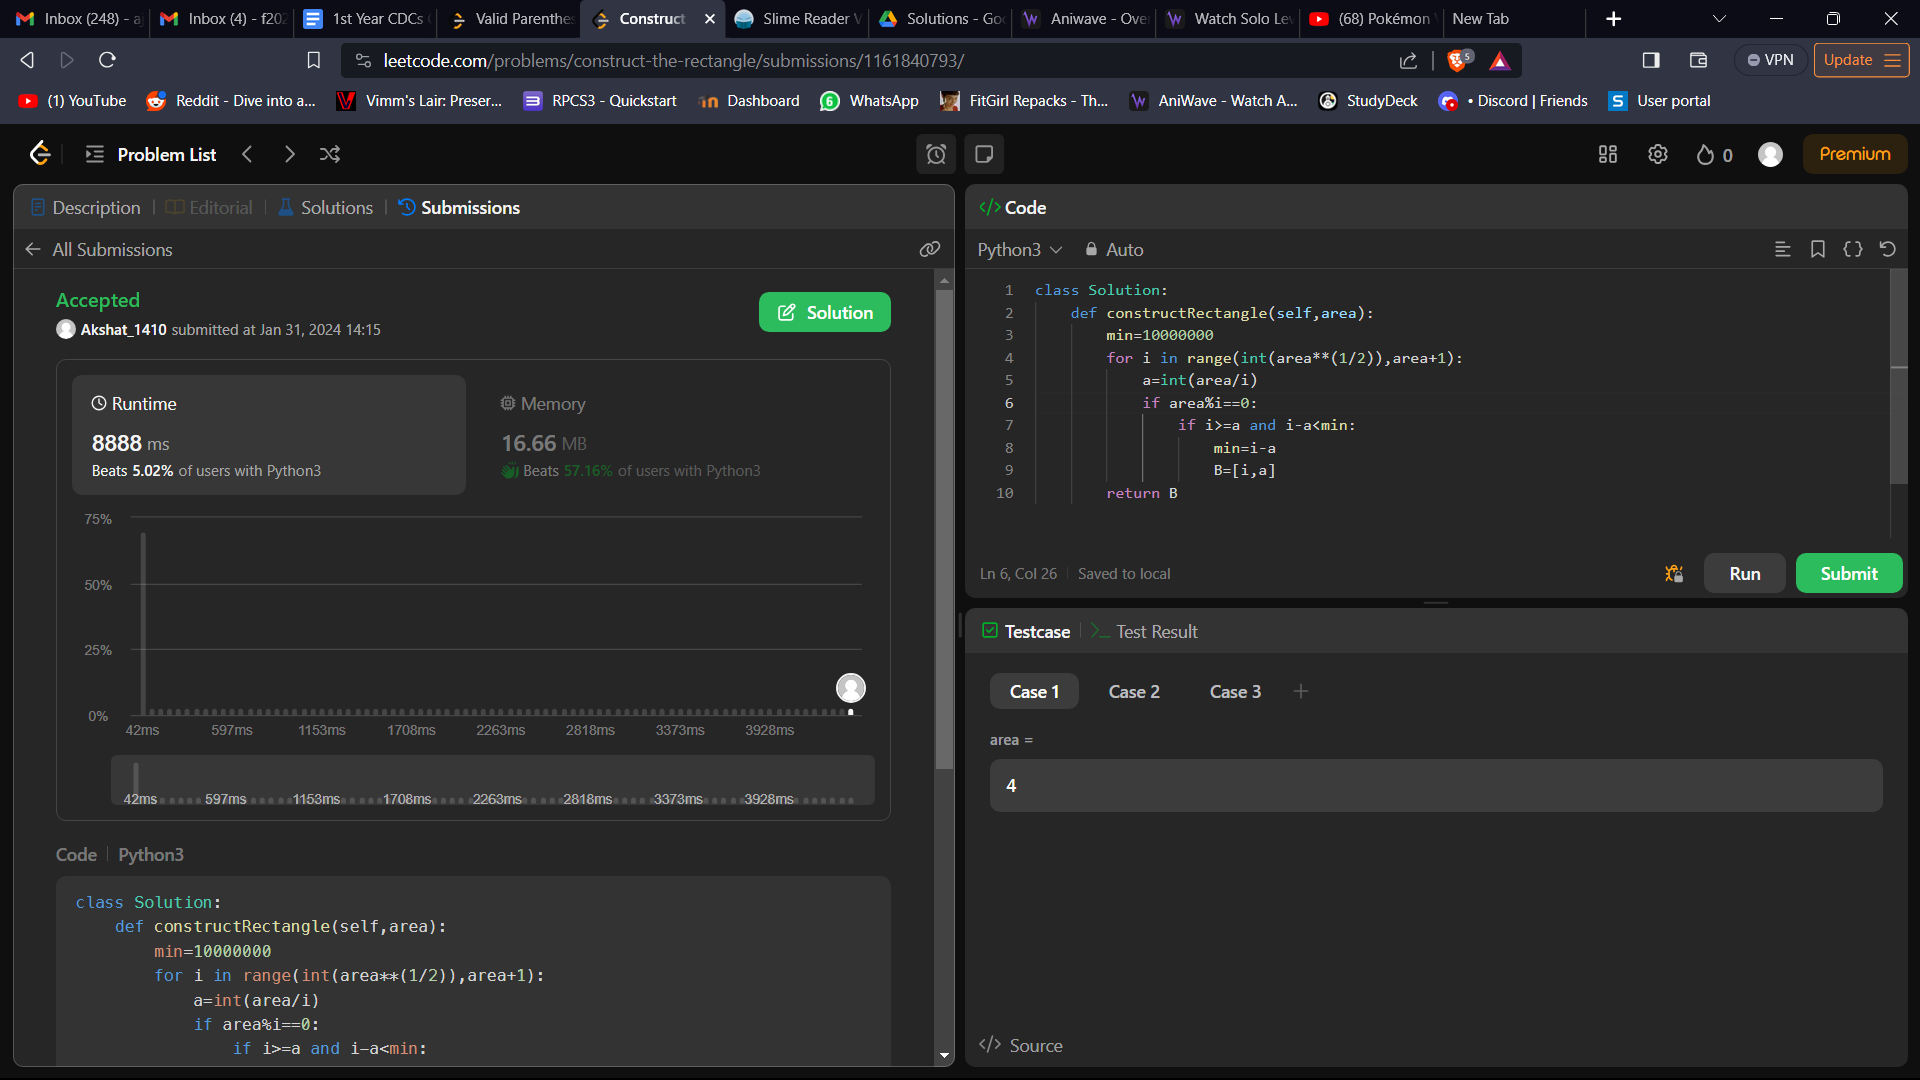 Inbox (248) - a
Inbox (4) - f202
1st Year CDCs
Valid Parenthes
Construct
Slime Reader V
Solutions - Goo
Aniwave - Over
Watch Solo Lev
(68) Pokémon
New Tab
leetcode.com/problems/construct-the-rectangle/submissions/1161840793/
5
VPN
Update
(1) YouTube
Reddit - Dive into a...
Vimm's Lair: Preser...
RPCS3 - Quickstart
Dashboard
WhatsApp
FitGirl Repacks - Th...
AniWave - Watch A...
StudyDeck
• Discord | Friends
User portal
Problem List
0
Premium
Description
Editorial
Solutions
Submissions
All Submissions
Accepted
Akshat_1410 submitted at Jan 31, 2024 14:15
Solution
Runtime
8888 ms
Beats 5.02% of users with Python3
Memory
16.66 MB
Beats 57.16% of users with Python3
75%
50%
25%
0%
42ms 597ms 1153ms 1708ms 2263ms 2818ms 3373ms 3928ms
42ms 597ms 1153ms 1708ms 2263ms 2818ms 3373ms 3928ms
Code | Python3
class Solution:
def constructRectangle(self,area):
min=10000000
for i in range(int(area**(1/2)),area+1):
a=int(area/i)
if area%i==0:
if i>=a and i-a<min:
</> Code
Python3
Auto
1 class Solution:
2 def constructRectangle(self,area):
3 min=10000000
4 for i in range(int(area**(1/2)),area+1):
5 a=int(area/i)
6 if area%i==0:
7 if i>=a and i-a<min:
8 min=i-a
9 B=[i,a]
10 return B
Ln 6, Col 26 | Saved to local
Run
Submit
Testcase
Test Result
Case 1
Case 2
Case 3
area =
4
</> Source